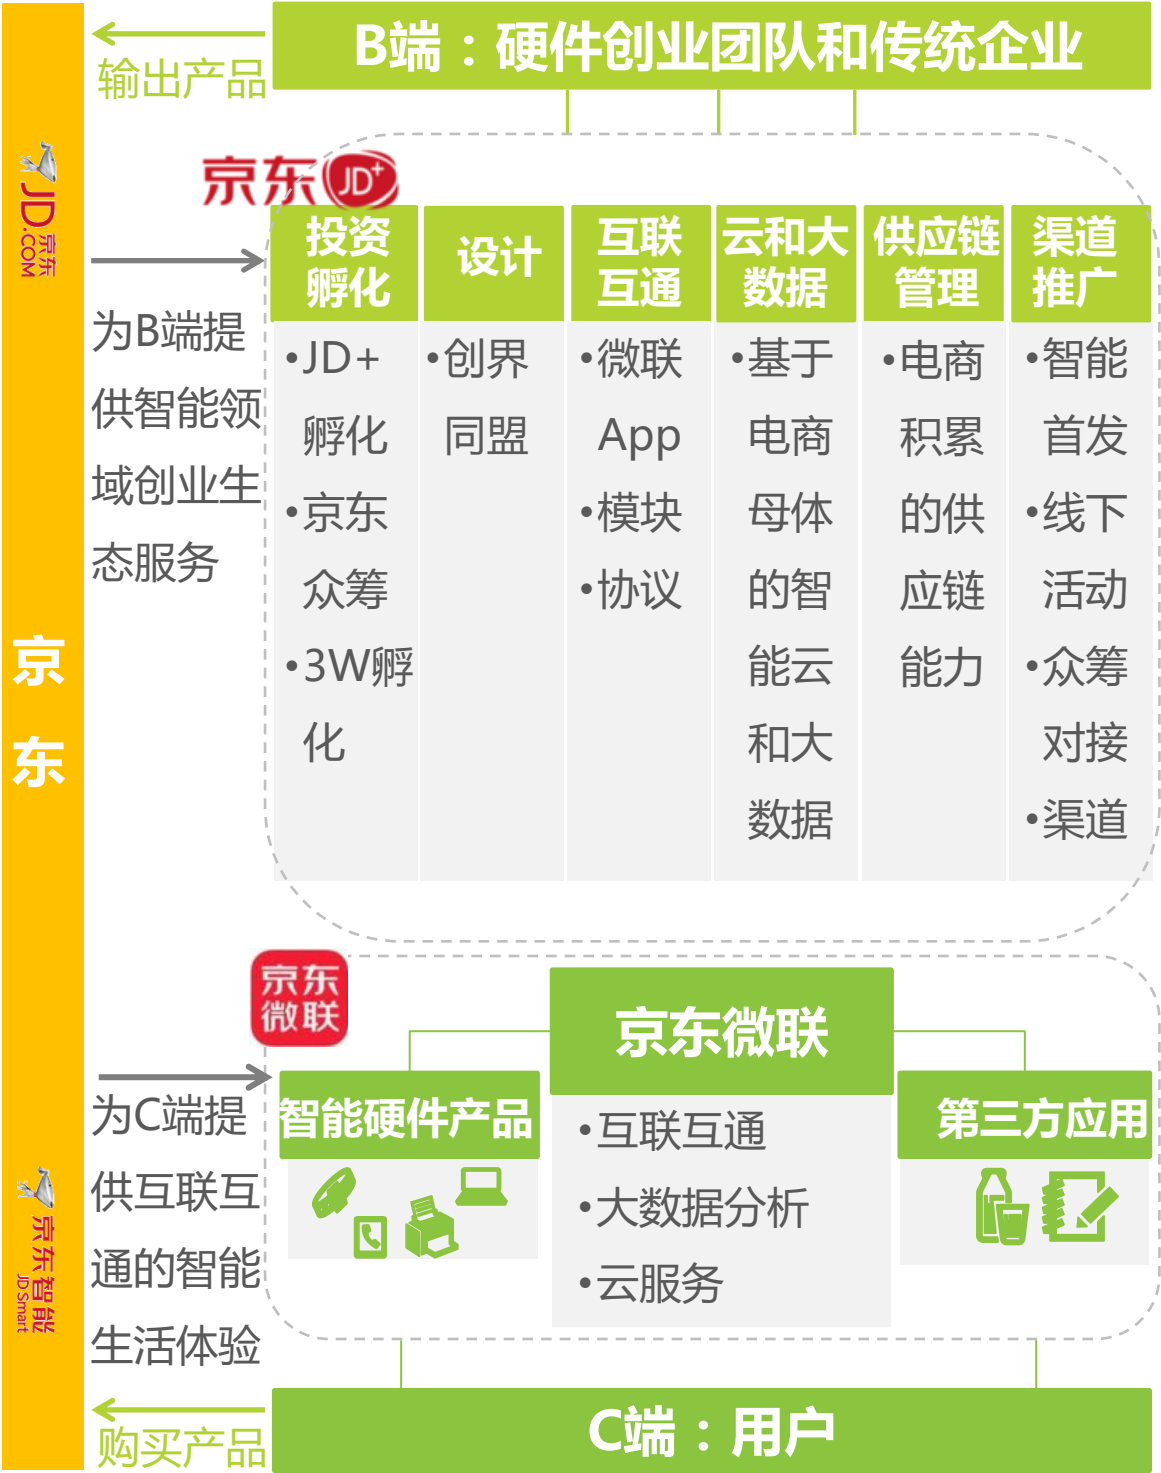 B端：硬件创业团队和传统企业
输出产品
京东JD+
JD.COM京东
投资
孵化
设计
互联
互通
云和大
数据
供应链
管理
渠道
推广
为B端提
供智能领
域创业生
态服务
•JD+
孵化
•京东
众筹
•3W孵
化
•创界
同盟
•微联
App
•模块
•协议
•基于
电商
母体
的智
能云
和大
数据
•电商
积累
的供
应链
能力
•智能
首发
•线下
活动
•众筹
对接
•渠道
京
东
京东
微联
京东微联
智能硬件产品
•互联互通
•大数据分析
•云服务
第三方应用
为C端提
供互联互
通的智能
生活体验
京东智能
JD Smart
购买产品
C端：用户